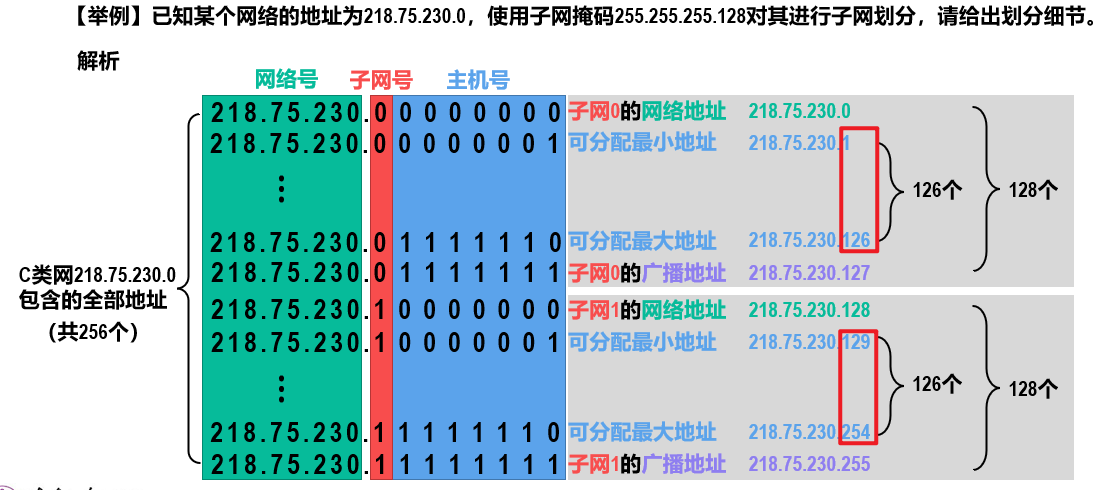 【举例】已知某个网络的地址为218.75.230.0，使用子网掩码255.255.255.128对其进行子网划分，请给出划分细节。
解析
网络号 子网号 主机号
218.75.230.0 0 0 0 0 0 0 0 子网0的网络地址 218.75.230.0
218.75.230.0 0 0 0 0 0 0 1 可分配最小地址 218.75.230.1
⋮
126个 128个
218.75.230.0 1 1 1 1 1 1 0 可分配最大地址 218.75.230.126
218.75.230.0 1 1 1 1 1 1 1 子网0的广播地址 218.75.230.127
C类网218.75.230.0
包含的全部地址
（共256个）
218.75.230.1 0 0 0 0 0 0 0 子网1的网络地址 218.75.230.128
218.75.230.1 0 0 0 0 0 0 1 可分配最小地址 218.75.230.129
⋮
126个 128个
218.75.230.1 1 1 1 1 1 1 0 可分配最大地址 218.75.230.254
218.75.230.1 1 1 1 1 1 1 1 子网1的广播地址 218.75.230.255